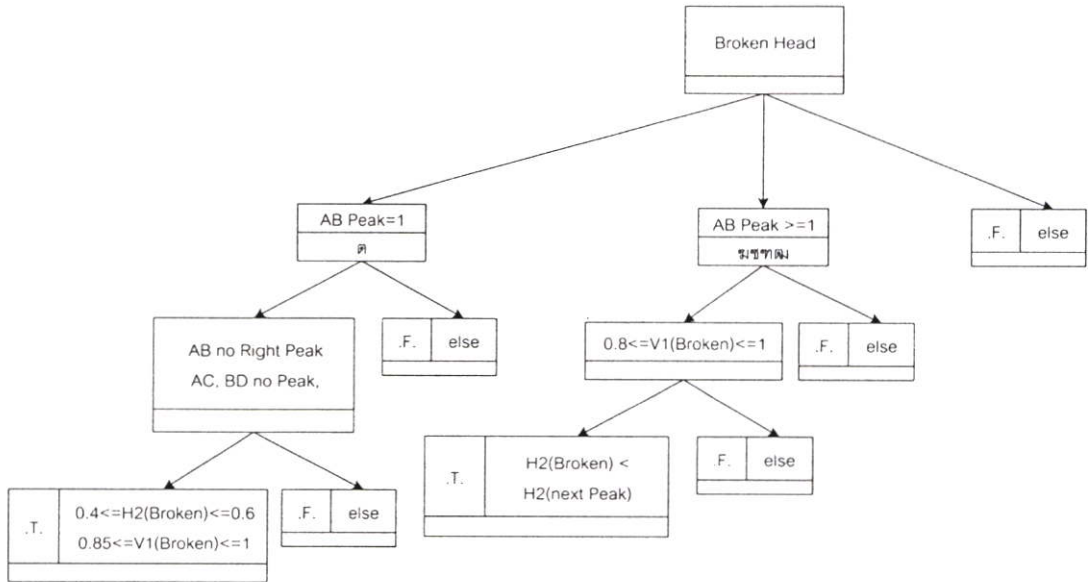 Broken Head
AB Peak=1
AB Peak >=1
.F. else
AB no Right Peak
AC, BD no Peak,
.F. else
0.8<=V1(Broken)<=1
.F. else
.T. 0.4<=H2(Broken)<=0.6
0.85<=V1(Broken)<=1
.F. else
.T. H2(Broken) <
H2(next Peak)
.F. else